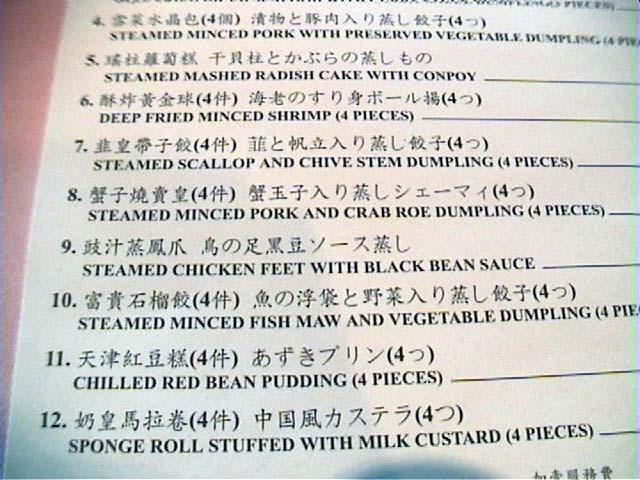 4. 雪菜水晶包(4個) 漬物と豚肉入り蒸し餃子(4つ)
STEAMED MINCED PORK WITH PRESERVED VEGETABLE DUMPLING (4
5. 瑤柱蘿蔔糕 干貝柱とかぶらの蒸しもの
STEAMED MASHED RADISH CAKE WITH CONPOY
6. 酥炸黃金球(4件) 海老のすり身ボール揚(4つ)
DEEP FRIED MINCED SHRIMP (4 PIECES)
7. 韭皇帶子餃(4件) 韮と帆立入り蒸し餃子(4つ)
STEAMED SCALLOP AND CHIVE STEM DUMPLING (4 PIECES)
8. 蟹子燒賣皇(4件) 蟹玉子入り蒸しシェーマィ(4つ)
STEAMED MINCED PORK AND CRAB ROE DUMPLING (4 PIECES)
9. 豉汁蒸鳳爪 鳥の足黒豆ソース蒸し
STEAMED CHICKEN FEET WITH BLACK BEAN SAUCE
10. 富貴石榴餃(4件) 魚の浮袋と野菜入り蒸し餃子(4つ)
STEAMED MINCED FISH MAW AND VEGETABLE DUMPLING (4 PIE
11. 天津紅豆糕(4件) あずきプリン(4つ)
CHILLED RED BEAN PUDDING (4 PIECES)
12. 奶皇馬拉卷(4件) 中国風カステラ(4つ)
SPONGE ROLL STUFFED WITH MILK CUSTARD (4 PIECES)